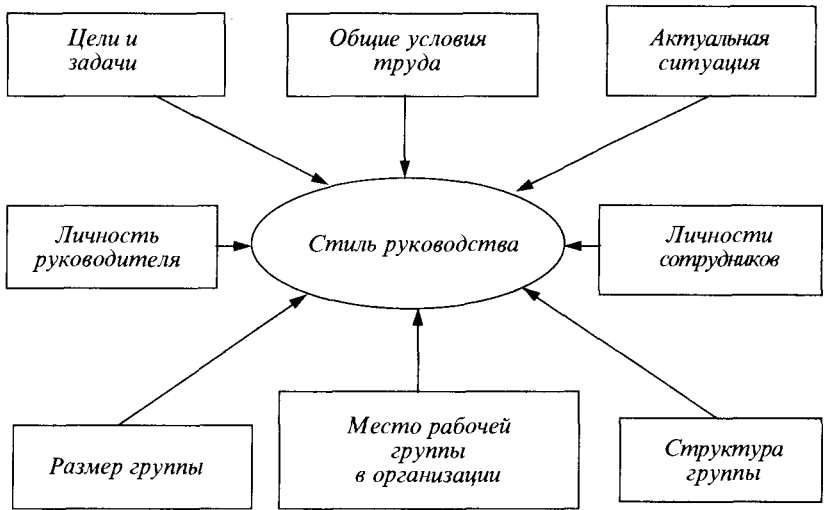 Цели и
задачи
Общие условия
труда
Актуальная
ситуация
Личность
руководителя
Стиль руководства
Личности
сотрудников
Размер группы
Место рабочей
группы
в организации
Структура
группы